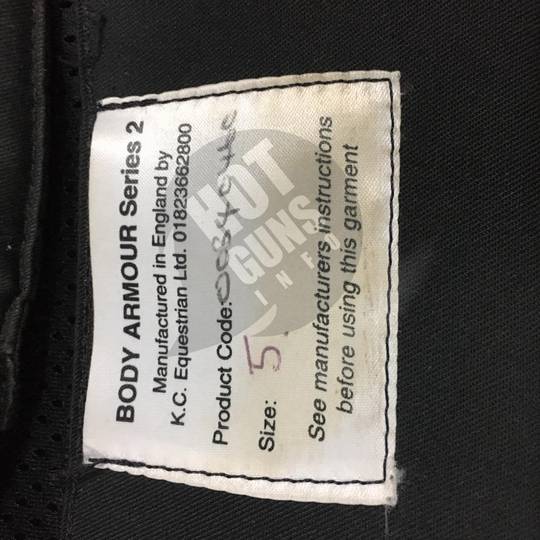 BODY ARMOUR Series 2
Manufactured in England by
K.C. Equestrian Ltd. 01823662800
Product Code:
Size: 5.
See manufacturers instructions
before using this garment
HOT
GUNS
INFO